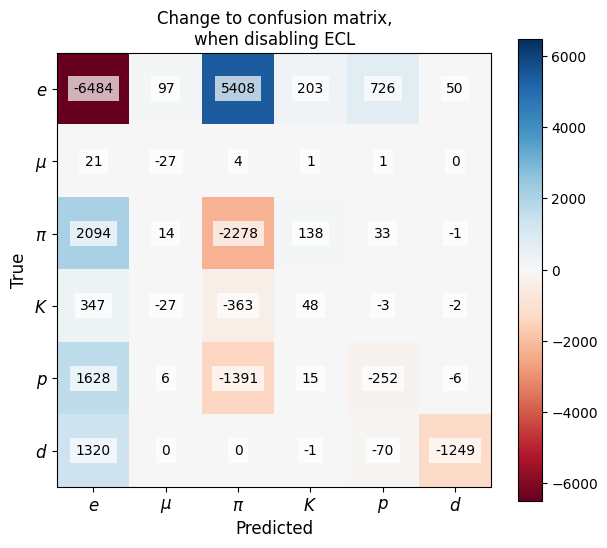 Change to confusion matrix,
when disabling ECL
e -6484 97 5408 203 726 50
μ 21 -27 4 1 1 0
π 2094 14 -2278 138 33 -1
K 347 -27 -363 48 -3 -2
p 1628 6 -1391 15 -252 -6
d 1320 0 0 -1 -70 -1249
e μ π K p d
Predicted
True
6000
4000
2000
0
−2000
−4000
−6000